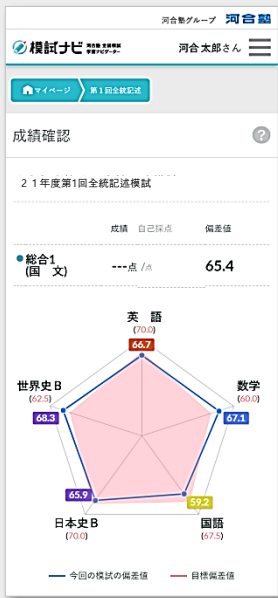 河合塾グループ 河合塾
模試ナビ 河合塾 全統模試 学習ナビゲーター 河合 太郎さん
マイページ 第1回全統記述
成績確認 ?
21年度第1回全統記述模試
成績 自己採点 偏差値
総合1 ---点 /点 65.4
(国 文)
英 語
(70.0)
66.7
世界史B 数学
(62.5) (60.0)
68.3 67.1
65.9 59.2
日本史B 国語
(70.0) (67.5)
今回の模試の偏差値 目標偏差値